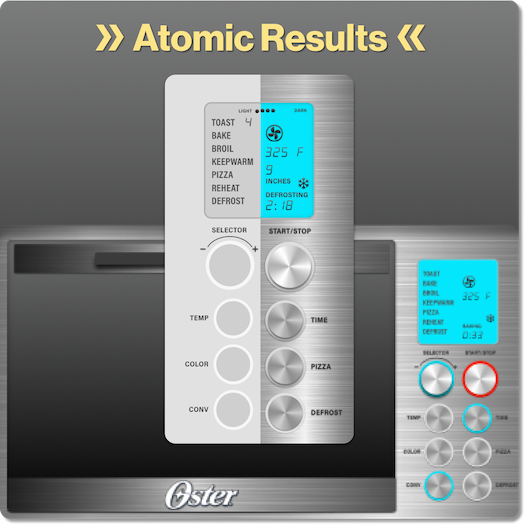 » Atomic Results «
LIGHT DARK
TOAST 4
BAKE
BROIL 325 F
KEEPWARM 9
PIZZA INCHES
REHEAT DEFROSTING
DEFROST 2:18
SELECTOR START/STOP
− +
TEMP TIME
COLOR PIZZA
CONV DEFROST
TOAST
BAKE
BROIL 325 F
KEEPWARM
PIZZA
REHEAT BAKING
DEFROST 0:33
SELECTOR START/STOP
− +
TEMP TIME
COLOR PIZZA
CONV DEFROST
Oster